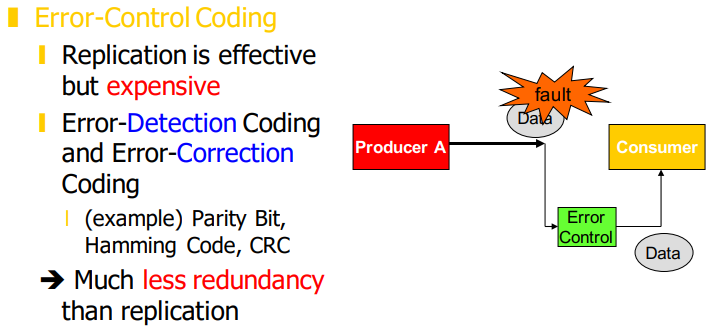 Error-Control Coding
Replication is effective
but expensive
Error-Detection Coding
and Error-Correction
Coding
(example) Parity Bit,
Hamming Code, CRC
➔ Much less redundancy
than replication
fault
Data
Producer A
Consumer
Error
Control
Data